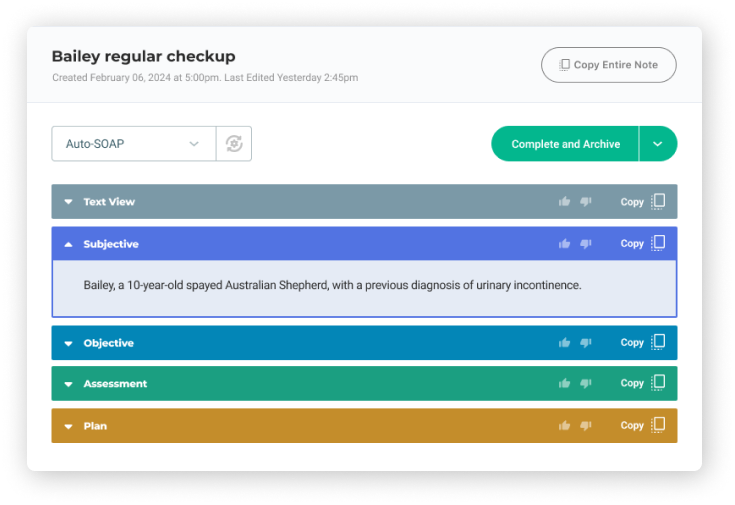 Bailey regular checkup
Created February 06, 2024 at 5:00pm. Last Edited Yesterday 2:45pm
Copy Entire Note
Auto-SOAP
Complete and Archive
Text View Copy
Subjective Copy
Bailey, a 10-year-old spayed Australian Shepherd, with a previous diagnosis of urinary incontinence.
Objective Copy
Assessment Copy
Plan Copy